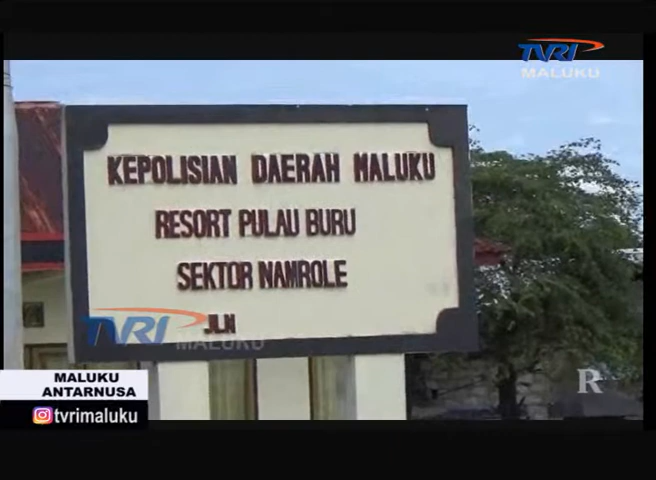 TVRI
MALUKU
KEPOLISIAN DAERAH MALUKU
RESORT PULAU BURU
SEKTOR NAMROLE
JLN
TVRI
MALUKU
MALUKU
ANTARNUSA
tvrimaluku
R